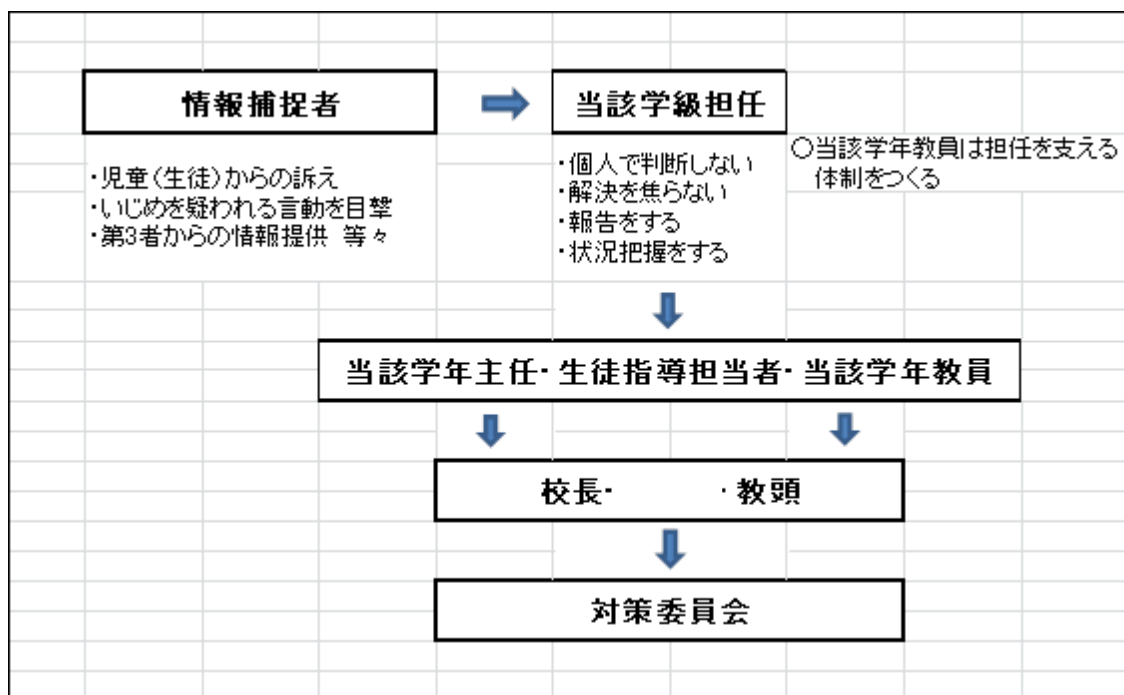 情報捕捉者
当該学級担任
・児童(生徒)からの訴え
・いじめを疑われる言動を目撃
・第3者からの情報提供 等々
・個人で判断しない
・解決を焦らない
・報告をする
・状況把握をする
○当該学年教員は担任を支える
体制をつくる
当該学年主任・生徒指導担当者・当該学年教員
校長・ ・教頭
対策委員会